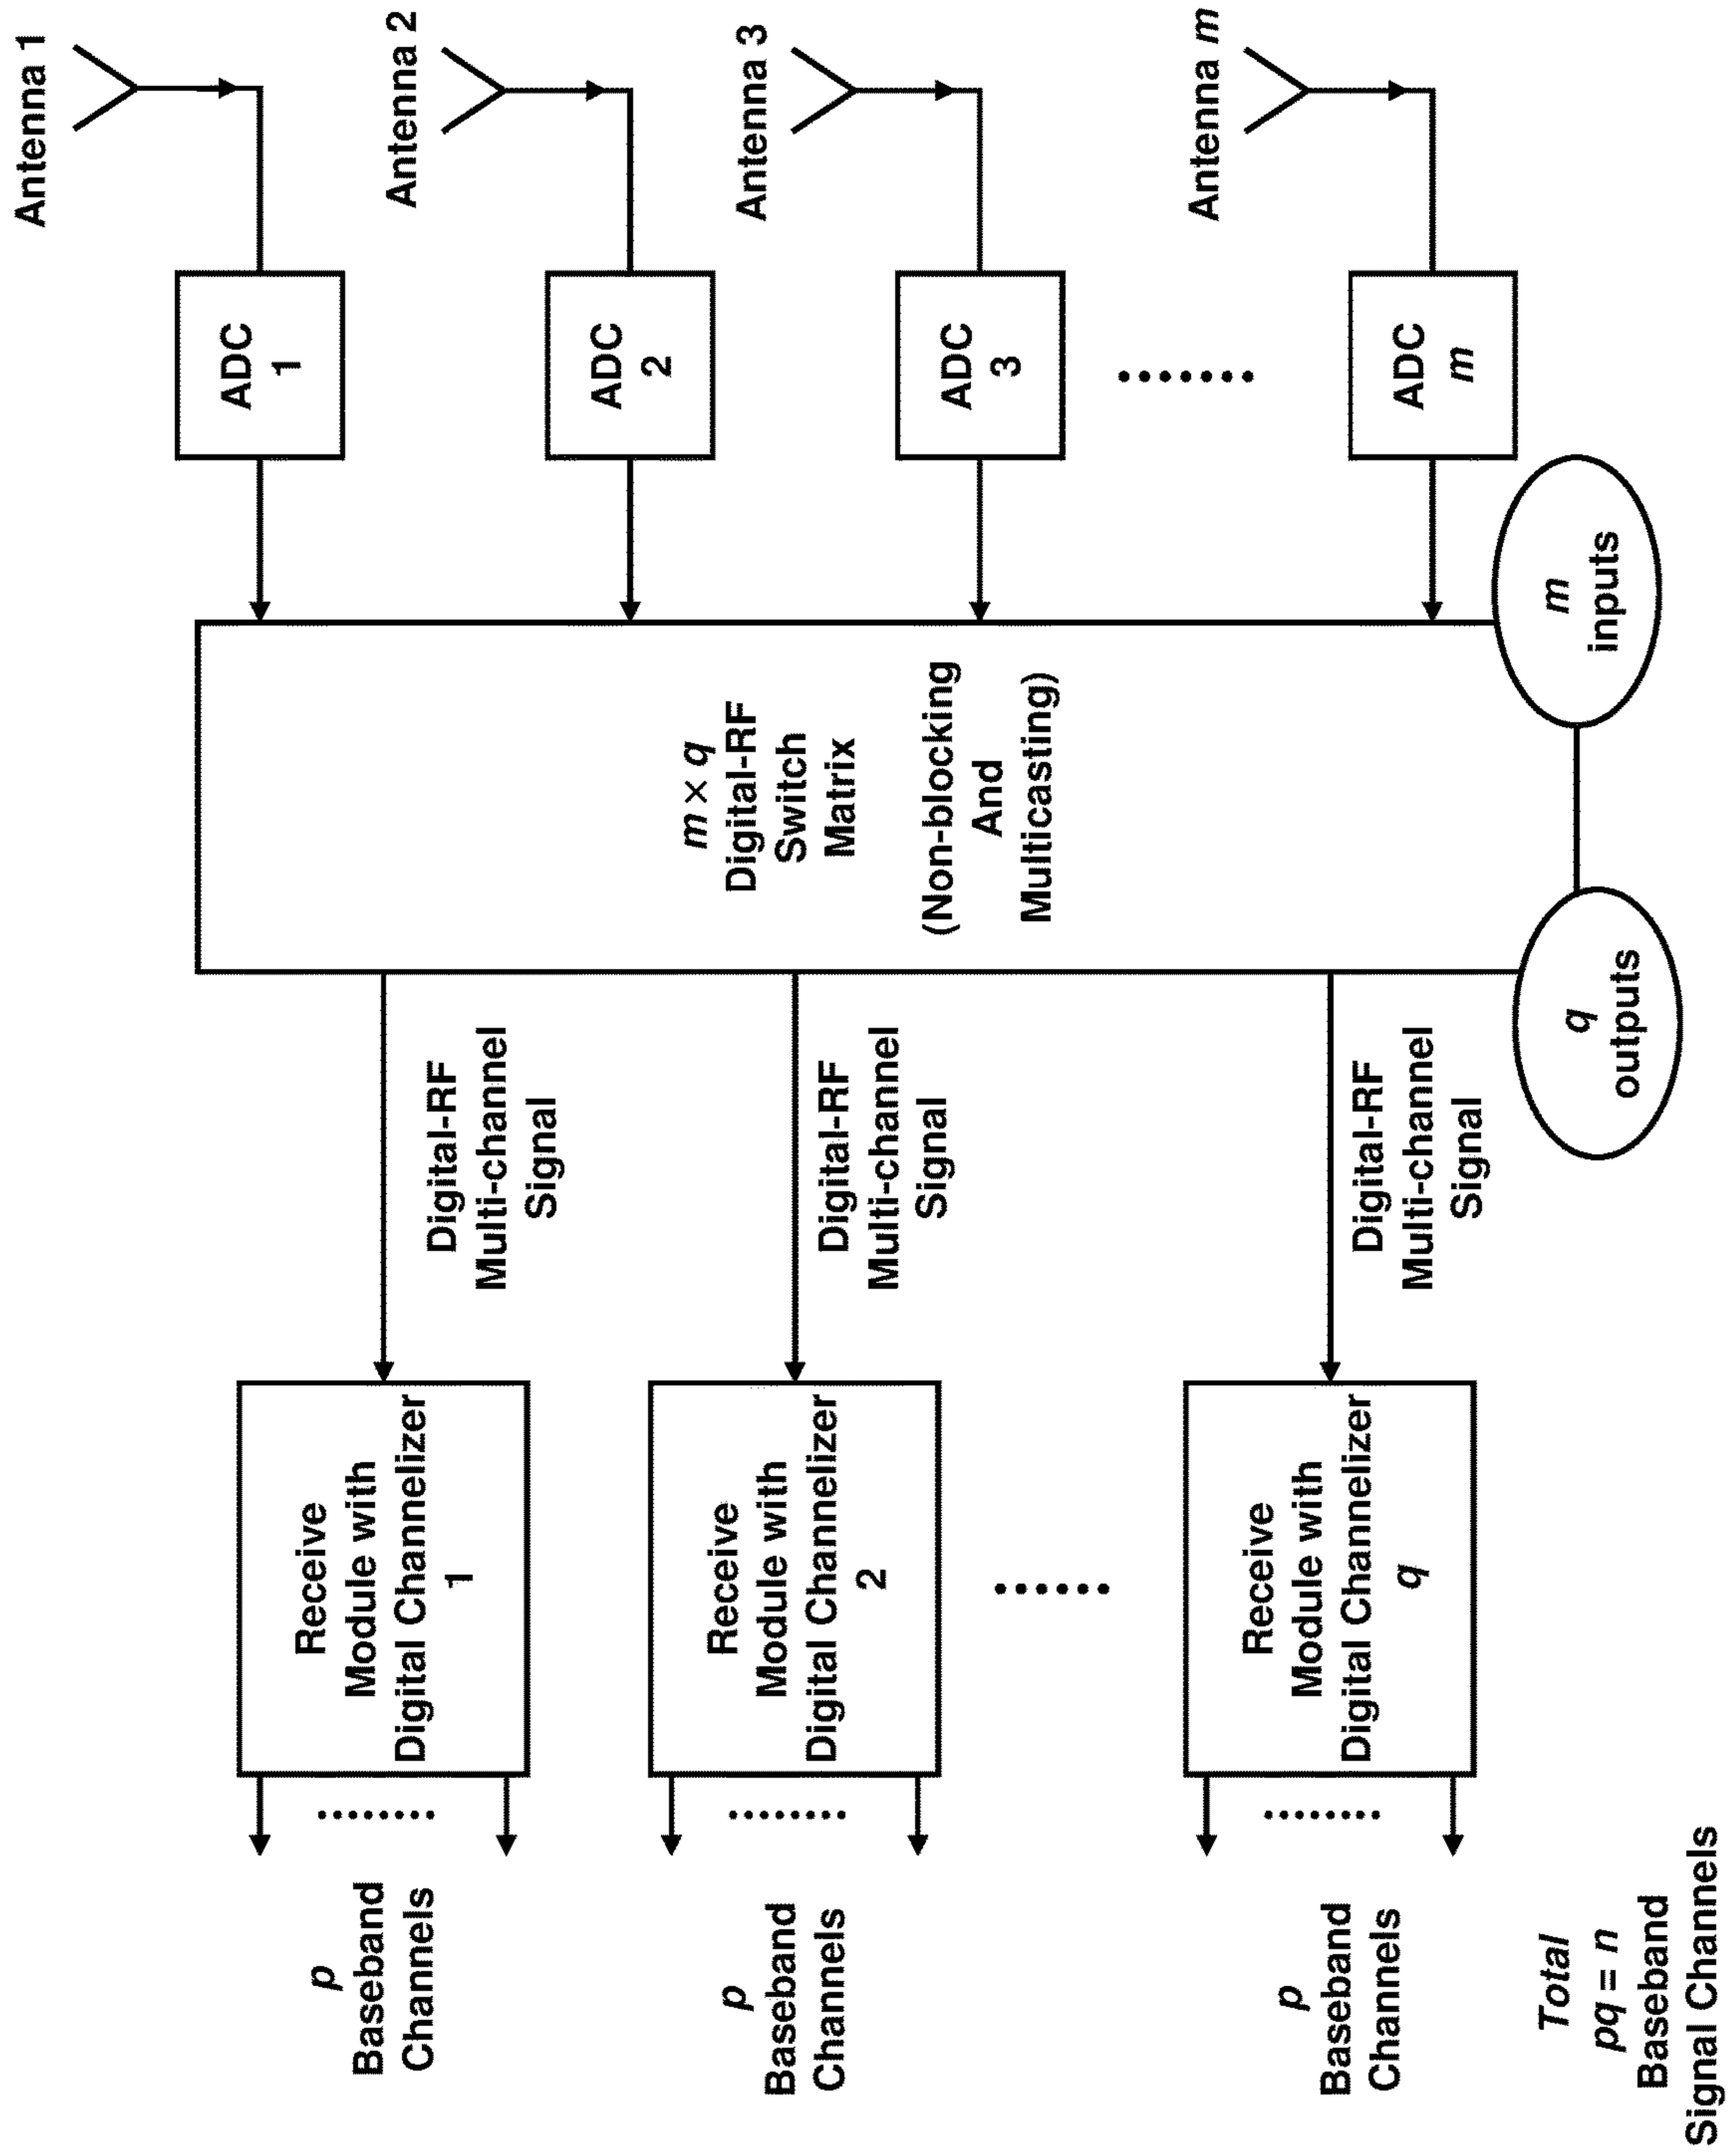 Antenna 1
Antenna 2
Antenna 3
Antenna m
ADC
1
ADC
2
ADC
3
ADC
m
m × q
Digital-RF
Switch
Matrix
(Non-blocking
And
Multicasting)
m
inputs
q
outputs
Digital-RF
Multi-channel
Signal
Digital-RF
Multi-channel
Signal
Digital-RF
Multi-channel
Signal
Receive
Module with
Digital Channelizer
1
Receive
Module with
Digital Channelizer
2
Receive
Module with
Digital Channelizer
q
p
Baseband
Channels
p
Baseband
Channels
p
Baseband
Channels
Total
pq = n
Baseband
Signal Channels